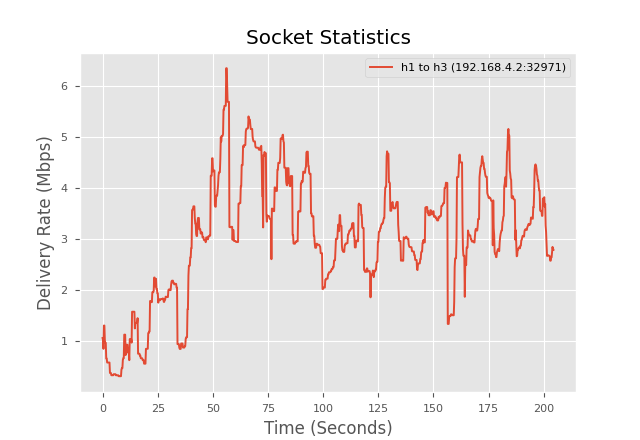 Socket Statistics
h1 to h3 (192.168.4.2:32971)
Delivery Rate (Mbps)
6
5
4
3
2
1
0 25 50 75 100 125 150 175 200
Time (Seconds)